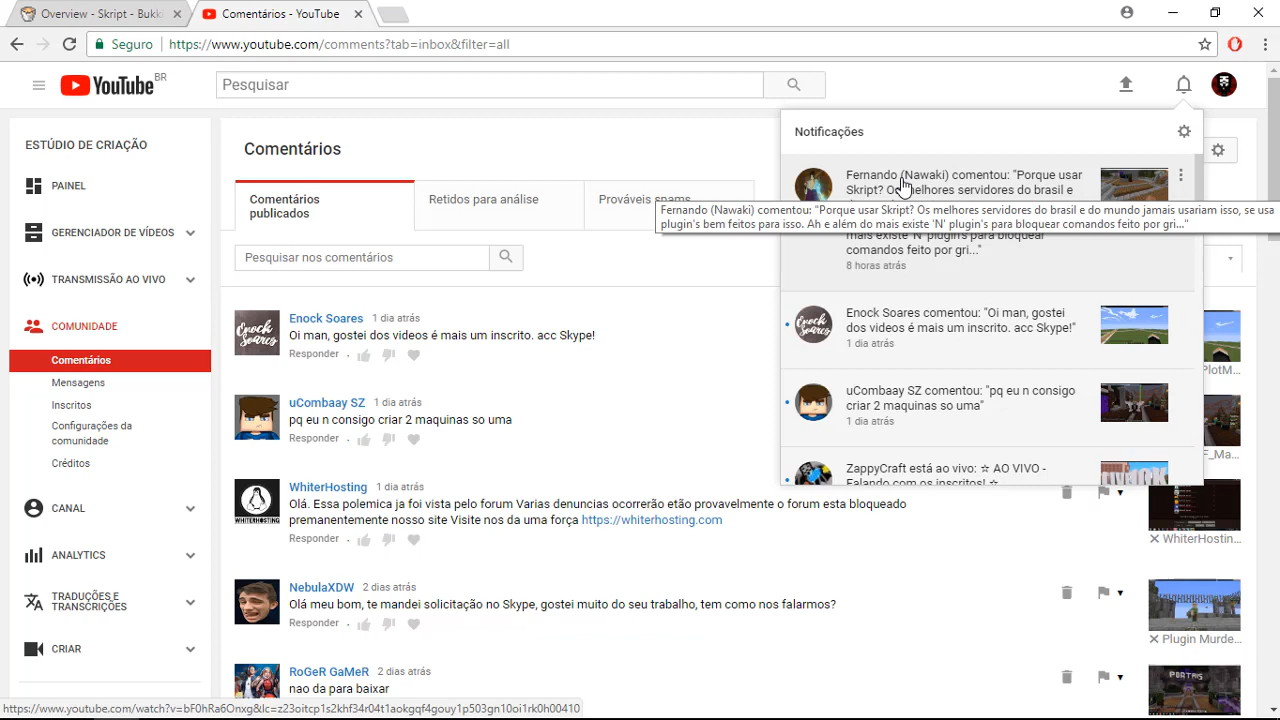 Overview - Skript - Bukk
Comentários - YouTube
Seguro
https://www.youtube.com/comments?tab=inbox&filter=all
YouTube BR
Pesquisar
Notificações
Fernando (Nawaki) comentou: "Porque usar
Skript? Os melhores servidores do brasil e
Fernando (Nawaki) comentou: "Porque usar Skript? Os melhores servidores do brasil e do mundo jamais usariam isso, se usa
plugin's bem feitos para isso. Ah e além do mais existe 'N' plugin's para bloquear comandos feito por gri..."
mais existe 'N' plugin's para bloquear
comandos feito por gri..."
8 horas atrás
Enock Soares comentou: "Oi man, gostei
dos videos é mais um inscrito. acc Skype!"
1 dia atrás
uCombaay SZ comentou: "pq eu n consigo
criar 2 maquinas so uma"
1 dia atrás
ZappyCraft está ao vivo: ☆ AO VIVO -
Falando com os inscritos! ☆
ESTÚDIO DE CRIAÇÃO
PAINEL
GERENCIADOR DE VÍDEOS
TRANSMISSÃO AO VIVO
COMUNIDADE
Comentários
Mensagens
Inscritos
Configurações da
comunidade
Créditos
CANAL
ANALYTICS
TRADUÇÕES E
TRANSCRIÇÕES
CRIAR
Comentários
Comentários
publicados
Retidos para análise
Prováveis spams
Pesquisar nos comentários
Enock Soares 1 dia atrás
Oi man, gostei dos videos é mais um inscrito. acc Skype!
Responder
PlotM...
uCombaay SZ 1 dia atrás
pq eu n consigo criar 2 maquinas so uma
Responder
F_Ma...
WhiterHosting 1 dia atrás
Olá. Essa polemica ja foi vista pelo forum Varias denuncias ocorrerão etão provavelmente o forum esta bloqueado
premanentemente nosso site Visite-nos da uma força https://whiterhosting.com
Responder
WHITERHOSTING
WhiterHostin...
NebulaXDW 2 dias atrás
Olá meu bom, te mandei solicitação no Skype, gostei muito do seu trabalho, tem como nos falarmos?
Responder
Plugin Murde...
RoGeR GaMeR 2 dias atrás
nao da para baixar
PORTAIS
https://www.youtube.com/watch?v=bF0hRa6Onxg&lc=z23oitcp1s2khf34r04t1aokgqf4gouy1p503gn10oi1rk0h00410